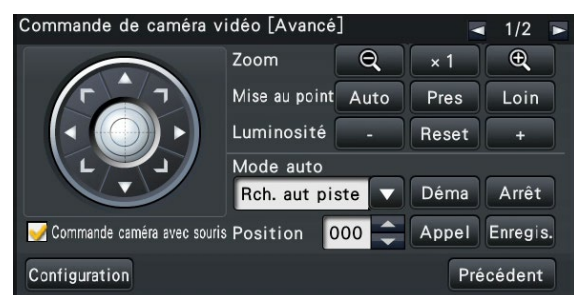 Commande de caméra vidéo [Avancé] 1/2
Zoom × 1
Mise au point Auto Pres Loin
Luminosité - Reset +
Mode auto
Rch. aut piste Déma Arrêt
Commande caméra avec souris Position 000 Appel Enregis.
Configuration Précédent